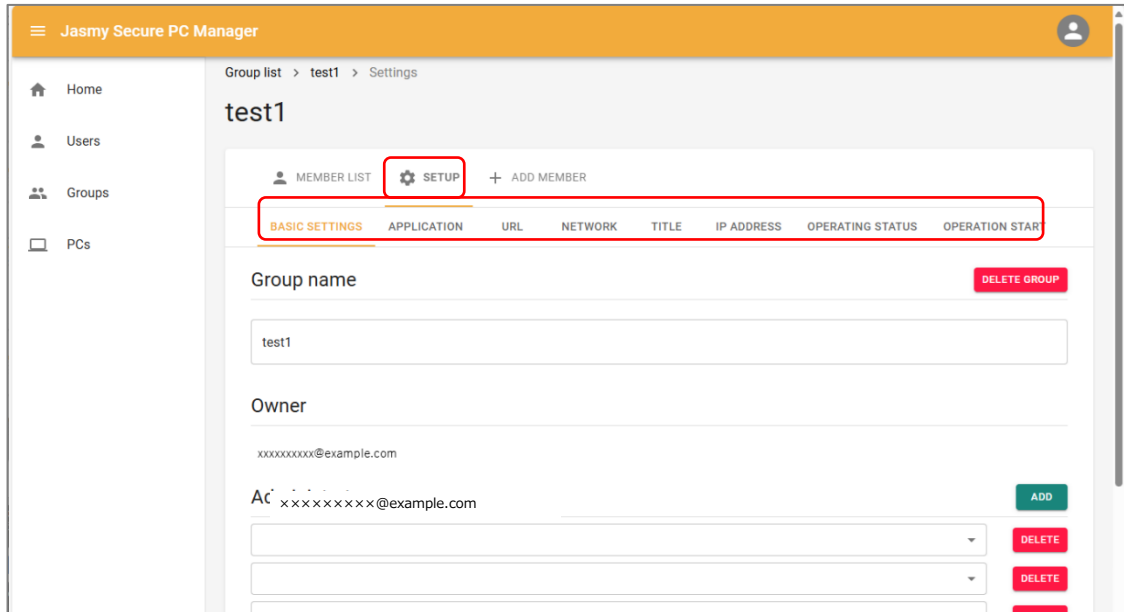 Jasmy Secure PC Manager
Group list > test1 > Settings
Home
test1
Users
MEMBER LIST SETUP + ADD MEMBER
Groups
BASIC SETTINGS APPLICATION URL NETWORK TITLE IP ADDRESS OPERATING STATUS OPERATION START
PCs
Group name DELETE GROUP
test1
Owner
xxxxxxxxxx@example.com
×××××××××@example.com ADD
DELETE
DELETE